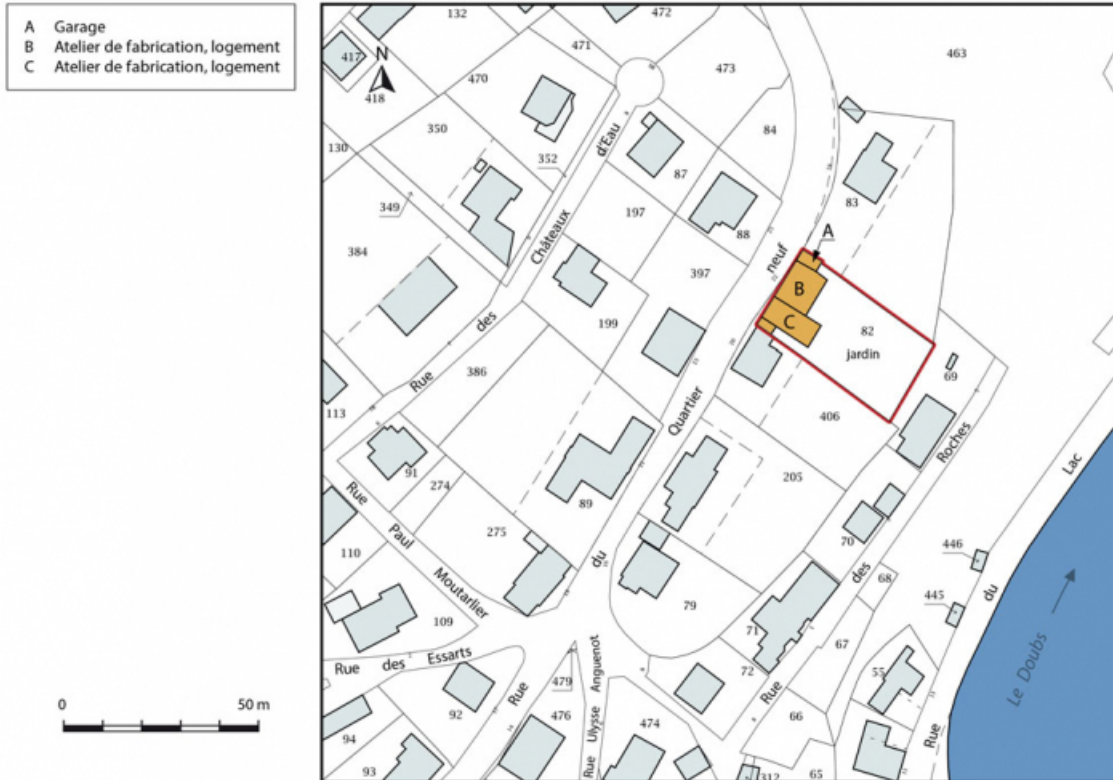 A Garage
B Atelier de fabrication, logement
C Atelier de fabrication, logement
N
132
472
463
417
471
470
473
418
84
350
130
352
d'Eau
87
83
349
197
88
A
384
Châteaux
397
neuf
B
C
82
jardin
des
199
69
386
Rue
Quartier
406
113
Roches
91
Lac
274
205
Rue
89
275
Paul
70
446
110
du
des
du
Moutarlier
68
445
79
109
71
67
Rue des Essarts
Anguenot
72
55
Le Doubs
Rue
479
Rue
0 50 m
92
476
Ulysse
474
66
94
Rue
Rue
93
312
65